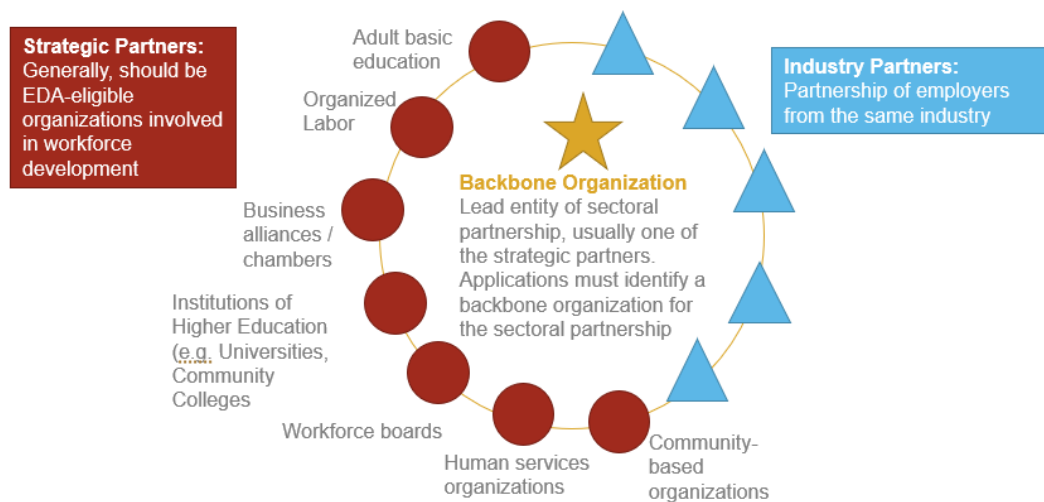 Strategic Partners:
Generally, should be
EDA-eligible
organizations involved
in workforce
development
Adult basic
education
Organized
Labor
Business
alliances /
chambers
Institutions of
Higher Education
(e.g. Universities,
Community
Colleges
Workforce boards
Human services
organizations
Community-
based
organizations
Backbone Organization
Lead entity of sectoral
partnership, usually one of
the strategic partners.
Applications must identify a
backbone organization for
the sectoral partnership
Industry Partners:
Partnership of employers
from the same industry